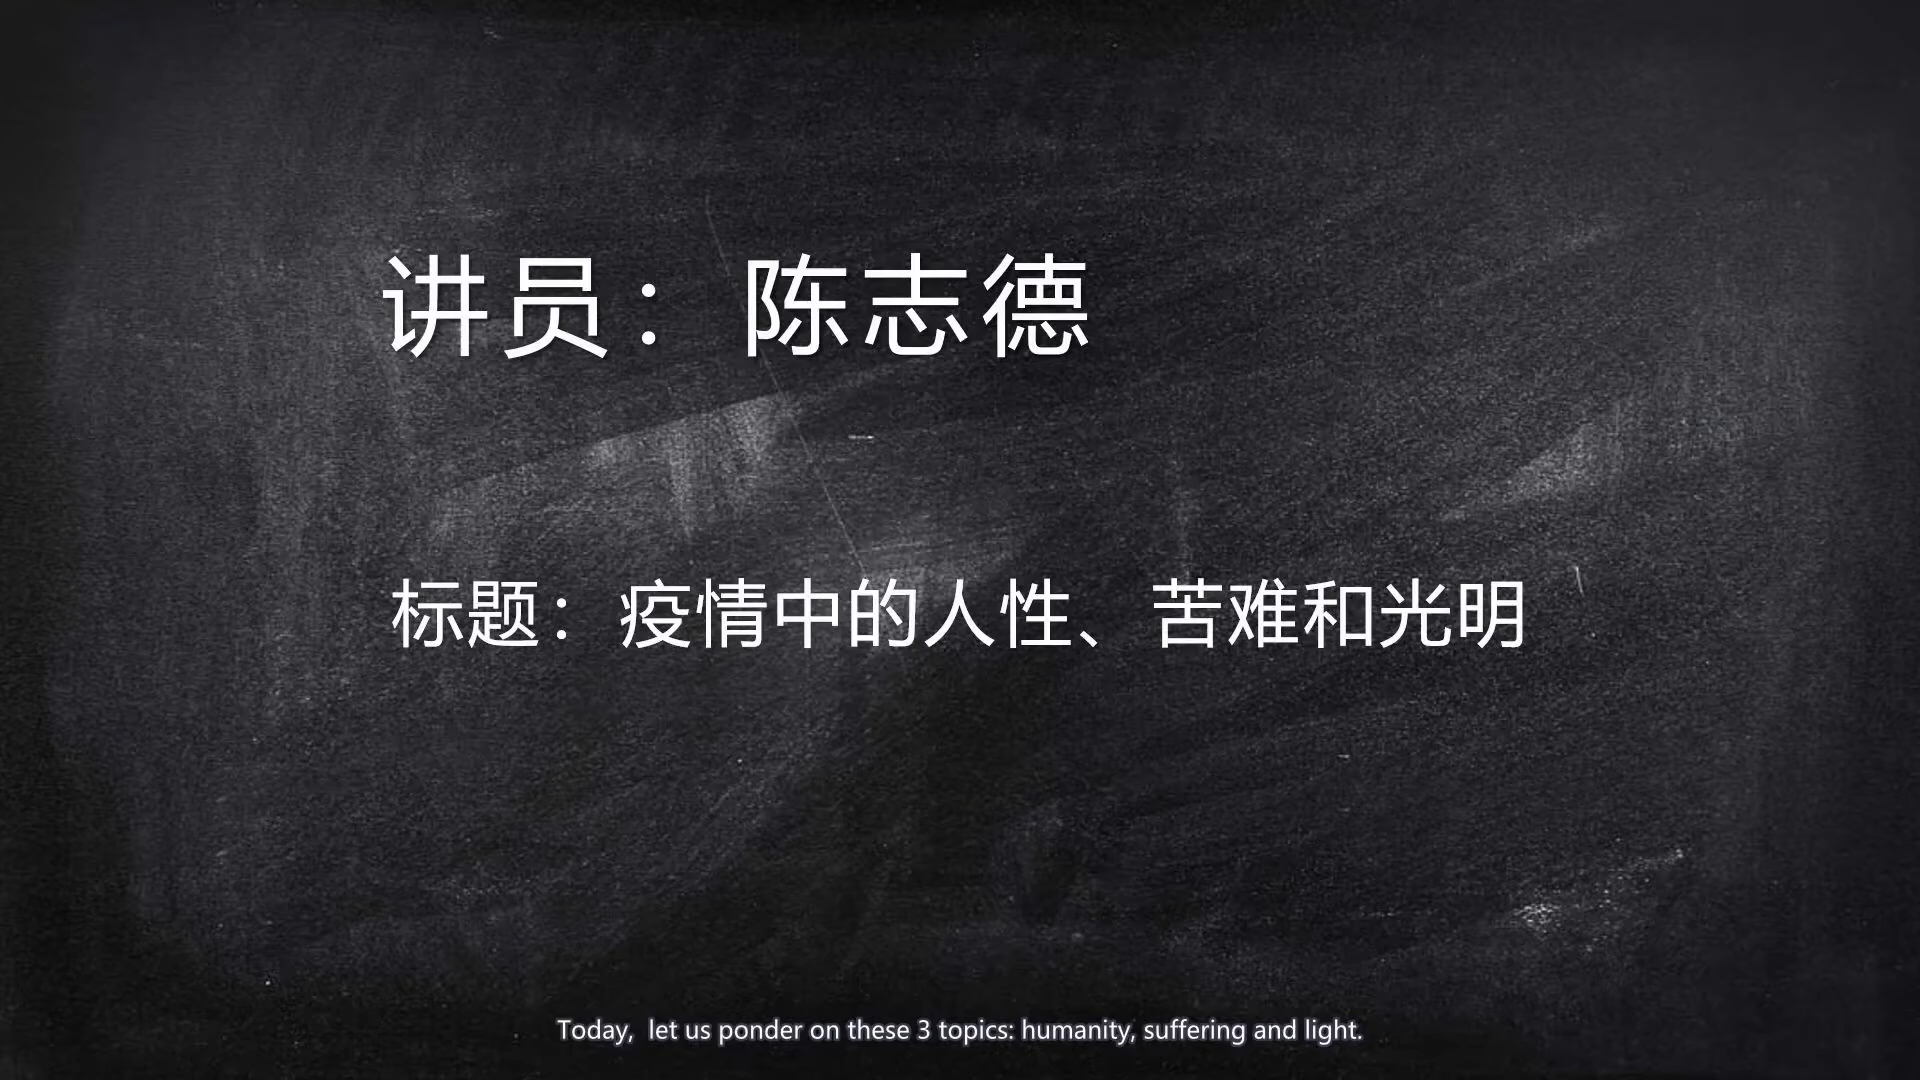 讲员：陈志德
标题：疫情中的人性、苦难和光明
Today,  let us ponder on these 3 topics: humanity, suffering and light.